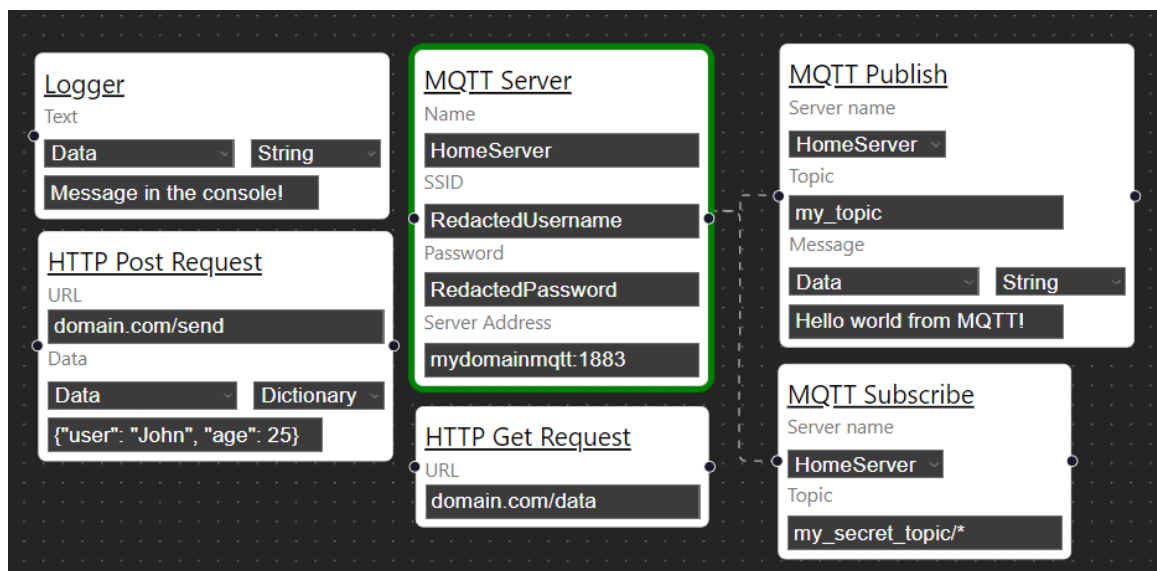 Logger
Text
Data String
Message in the console!
HTTP Post Request
URL
domain.com/send
Data
Data Dictionary
{"user": "John", "age": 25}
MQTT Server
Name
HomeServer
SSID
RedactedUsername
Password
RedactedPassword
Server Address
mydomainmqtt:1883
HTTP Get Request
URL
domain.com/data
MQTT Publish
Server name
HomeServer
Topic
my_topic
Message
Data String
Hello world from MQTT!
MQTT Subscribe
Server name
HomeServer
Topic
my_secret_topic/*